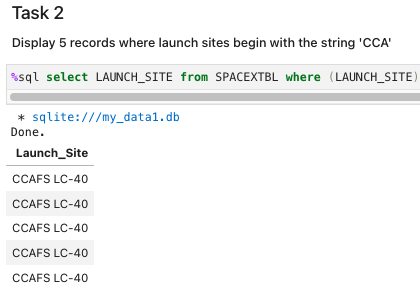 Task 2
Display 5 records where launch sites begin with the string 'CCA'
%sql select LAUNCH_SITE from SPACEXTBL where (LAUNCH_SITE)
* sqlite:///my_data1.db
Done.
Launch_Site
CCAFS LC-40
CCAFS LC-40
CCAFS LC-40
CCAFS LC-40
CCAFS LC-40